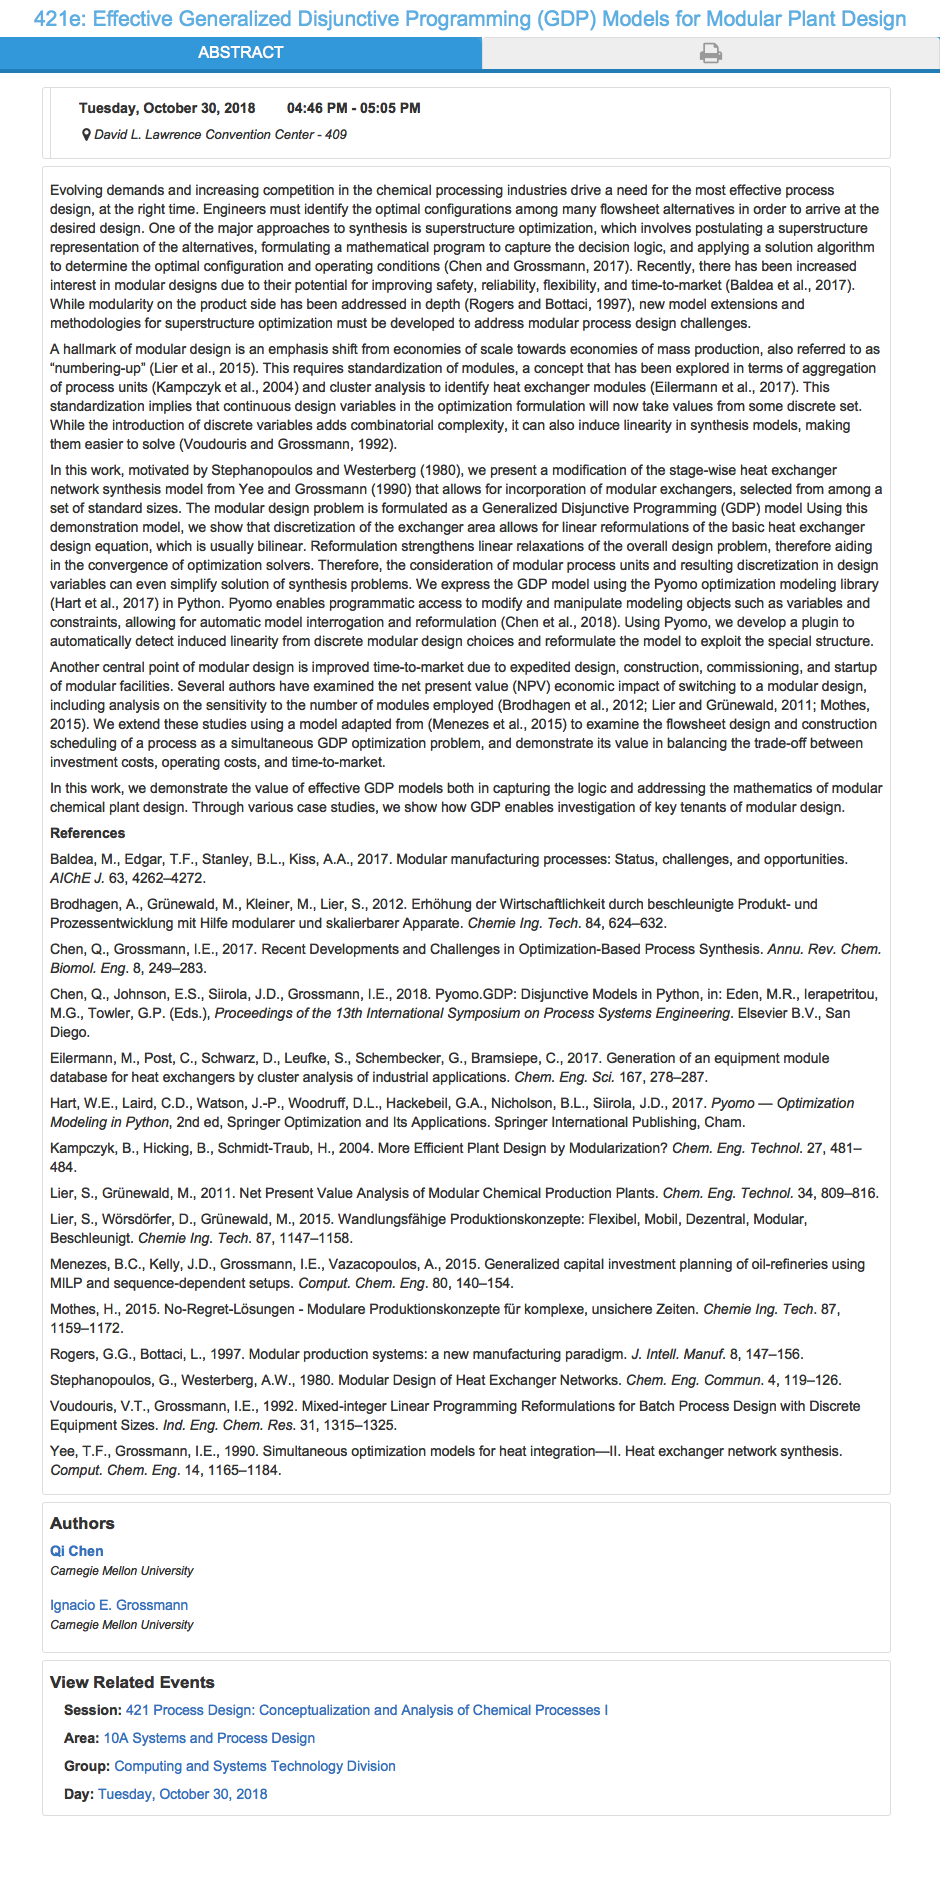 421e: Effective Generalized Disjunctive Programming (GDP) Models for Modular Plant Design
ABSTRACT
Tuesday, October 30, 2018 04:46 PM - 05:05 PM
David L. Lawrence Convention Center - 409
Evolving demands and increasing competition in the chemical processing industries drive a need for the most effective process
design, at the right time. Engineers must identify the optimal configurations among many flowsheet alternatives in order to arrive at the
desired design. One of the major approaches to synthesis is superstructure optimization, which involves postulating a superstructure
representation of the alternatives, formulating a mathematical program to capture the decision logic, and applying a solution algorithm
to determine the optimal configuration and operating conditions (Chen and Grossmann, 2017). Recently, there has been increased
interest in modular designs due to their potential for improving safety, reliability, flexibility, and time-to-market (Baldea et al., 2017).
While modularity on the product side has been addressed in depth (Rogers and Bottaci, 1997), new model extensions and
methodologies for superstructure optimization must be developed to address modular process design challenges.
A hallmark of modular design is an emphasis shift from economies of scale towards economies of mass production, also referred to as
“numbering-up” (Lier et al., 2015). This requires standardization of modules, a concept that has been explored in terms of aggregation
of process units (Kampczyk et al., 2004) and cluster analysis to identify heat exchanger modules (Eilermann et al., 2017). This
standardization implies that continuous design variables in the optimization formulation will now take values from some discrete set.
While the introduction of discrete variables adds combinatorial complexity, it can also induce linearity in synthesis models, making
them easier to solve (Voudouris and Grossmann, 1992).
In this work, motivated by Stephanopoulos and Westerberg (1980), we present a modification of the stage-wise heat exchanger
network synthesis model from Yee and Grossmann (1990) that allows for incorporation of modular exchangers, selected from among a
set of standard sizes. The modular design problem is formulated as a Generalized Disjunctive Programming (GDP) model Using this
demonstration model, we show that discretization of the exchanger area allows for linear reformulations of the basic heat exchanger
design equation, which is usually bilinear. Reformulation strengthens linear relaxations of the overall design problem, therefore aiding
in the convergence of optimization solvers. Therefore, the consideration of modular process units and resulting discretization in design
variables can even simplify solution of synthesis problems. We express the GDP model using the Pyomo optimization modeling library
(Hart et al., 2017) in Python. Pyomo enables programmatic access to modify and manipulate modeling objects such as variables and
constraints, allowing for automatic model interrogation and reformulation (Chen et al., 2018). Using Pyomo, we develop a plugin to
automatically detect induced linearity from discrete modular design choices and reformulate the model to exploit the special structure.
Another central point of modular design is improved time-to-market due to expedited design, construction, commissioning, and startup
of modular facilities. Several authors have examined the net present value (NPV) economic impact of switching to a modular design,
including analysis on the sensitivity to the number of modules employed (Brodhagen et al., 2012; Lier and Grünewald, 2011; Mothes,
2015). We extend these studies using a model adapted from (Menezes et al., 2015) to examine the flowsheet design and construction
scheduling of a process as a simultaneous GDP optimization problem, and demonstrate its value in balancing the trade-off between
investment costs, operating costs, and time-to-market.
In this work, we demonstrate the value of effective GDP models both in capturing the logic and addressing the mathematics of modular
chemical plant design. Through various case studies, we show how GDP enables investigation of key tenants of modular design.
References
Baldea, M., Edgar, T.F., Stanley, B.L., Kiss, A.A., 2017. Modular manufacturing processes: Status, challenges, and opportunities.
AIChE J. 63, 4262–4272.
Brodhagen, A., Grünewald, M., Kleiner, M., Lier, S., 2012. Erhöhung der Wirtschaftlichkeit durch beschleunigte Produkt- und
Prozessentwicklung mit Hilfe modularer und skalierbarer Apparate. Chemie Ing. Tech. 84, 624–632.
Chen, Q., Grossmann, I.E., 2017. Recent Developments and Challenges in Optimization-Based Process Synthesis. Annu. Rev. Chem.
Biomol. Eng. 8, 249–283.
Chen, Q., Johnson, E.S., Siirola, J.D., Grossmann, I.E., 2018. Pyomo.GDP: Disjunctive Models in Python, in: Eden, M.R., Ierapetritou,
M.G., Towler, G.P. (Eds.), Proceedings of the 13th International Symposium on Process Systems Engineering. Elsevier B.V., San
Diego.
Eilermann, M., Post, C., Schwarz, D., Leufke, S., Schembecker, G., Bramsiepe, C., 2017. Generation of an equipment module
database for heat exchangers by cluster analysis of industrial applications. Chem. Eng. Sci. 167, 278–287.
Hart, W.E., Laird, C.D., Watson, J.-P., Woodruff, D.L., Hackebeil, G.A., Nicholson, B.L., Siirola, J.D., 2017. Pyomo — Optimization
Modeling in Python, 2nd ed, Springer Optimization and Its Applications. Springer International Publishing, Cham.
Kampczyk, B., Hicking, B., Schmidt-Traub, H., 2004. More Efficient Plant Design by Modularization? Chem. Eng. Technol. 27, 481–
484.
Lier, S., Grünewald, M., 2011. Net Present Value Analysis of Modular Chemical Production Plants. Chem. Eng. Technol. 34, 809–816.
Lier, S., Wörsdörfer, D., Grünewald, M., 2015. Wandlungsfähige Produktionskonzepte: Flexibel, Mobil, Dezentral, Modular,
Beschleunigt. Chemie Ing. Tech. 87, 1147–1158.
Menezes, B.C., Kelly, J.D., Grossmann, I.E., Vazacopoulos, A., 2015. Generalized capital investment planning of oil-refineries using
MILP and sequence-dependent setups. Comput. Chem. Eng. 80, 140–154.
Mothes, H., 2015. No-Regret-Lösungen - Modulare Produktionskonzepte für komplexe, unsichere Zeiten. Chemie Ing. Tech. 87,
1159–1172.
Rogers, G.G., Bottaci, L., 1997. Modular production systems: a new manufacturing paradigm. J. Intell. Manuf. 8, 147–156.
Stephanopoulos, G., Westerberg, A.W., 1980. Modular Design of Heat Exchanger Networks. Chem. Eng. Commun. 4, 119–126.
Voudouris, V.T., Grossmann, I.E., 1992. Mixed-integer Linear Programming Reformulations for Batch Process Design with Discrete
Equipment Sizes. Ind. Eng. Chem. Res. 31, 1315–1325.
Yee, T.F., Grossmann, I.E., 1990. Simultaneous optimization models for heat integration—II. Heat exchanger network synthesis.
Comput. Chem. Eng. 14, 1165–1184.
Authors
Qi Chen
Carnegie Mellon University
Ignacio E. Grossmann
Carnegie Mellon University
View Related Events
Session: 421 Process Design: Conceptualization and Analysis of Chemical Processes I
Area: 10A Systems and Process Design
Group: Computing and Systems Technology Division
Day: Tuesday, October 30, 2018